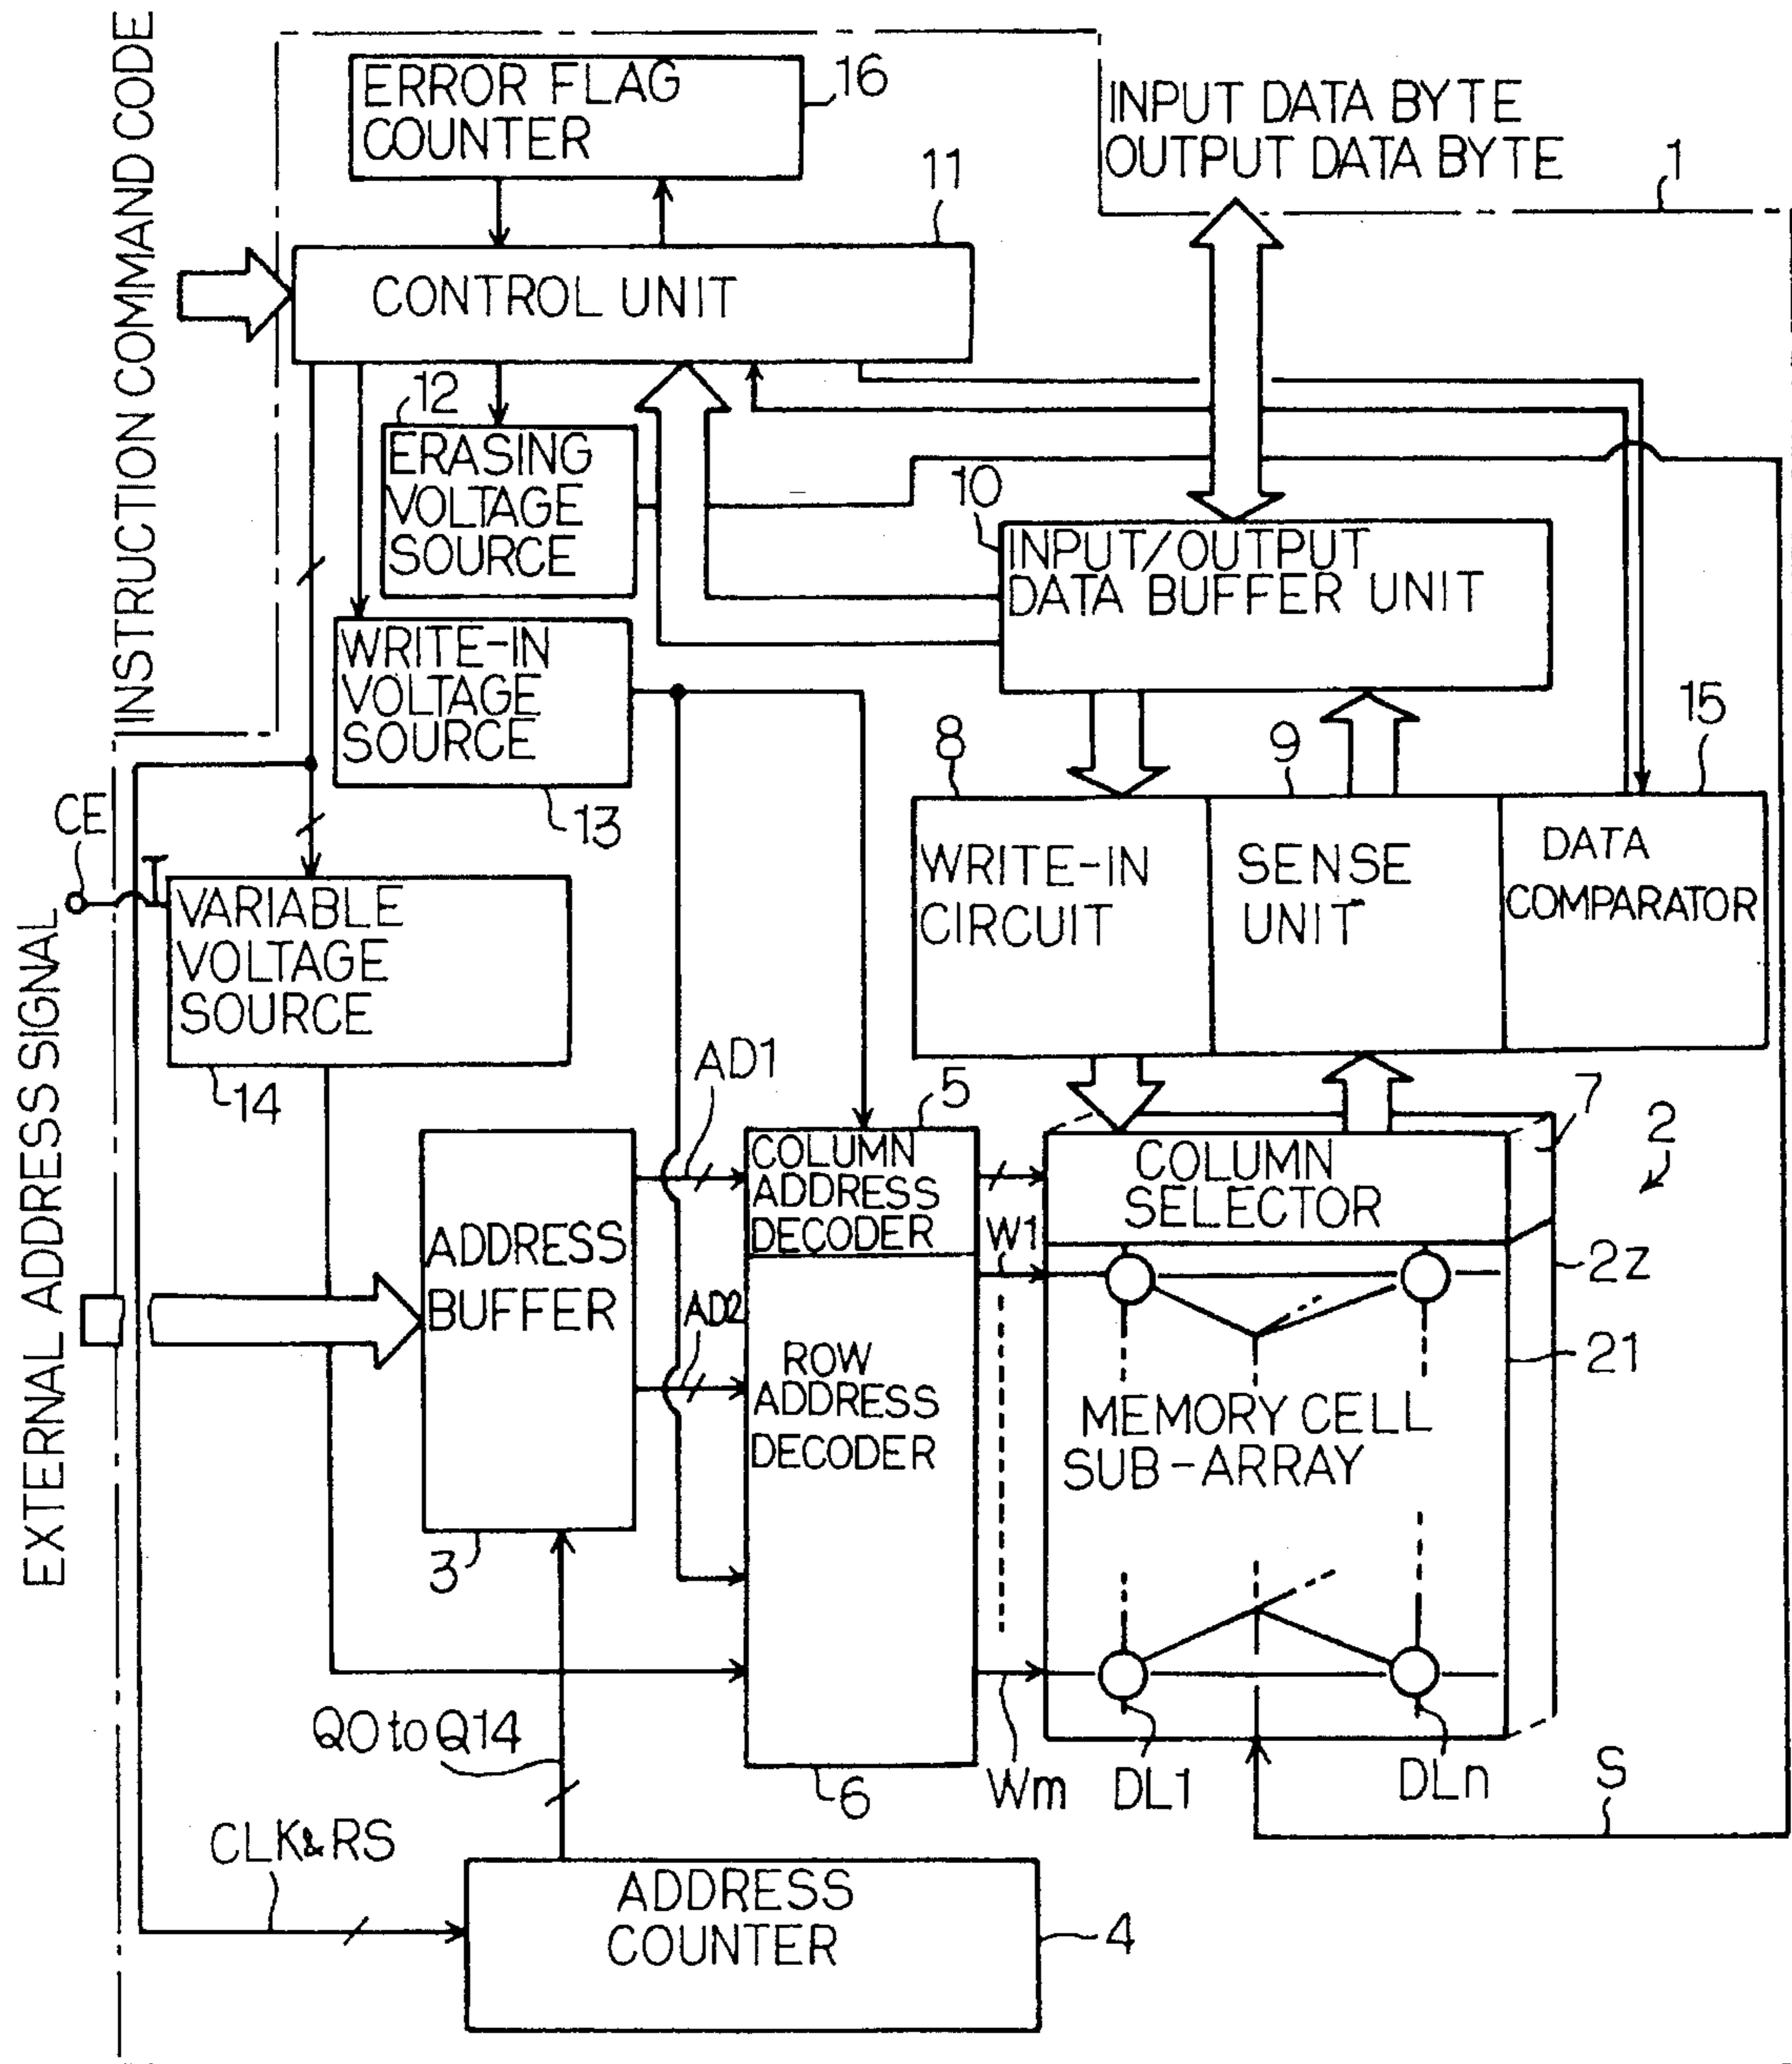 INSTRUCTION COMMAND CODE
ERROR FLAG
COUNTER
16
INPUT DATA BYTE
OUTPUT DATA BYTE
1
11
CONTROL UNIT
12
ERASING
VOLTAGE
SOURCE
10
INPUT/OUTPUT
DATA BUFFER UNIT
WRITE-IN
VOLTAGE
SOURCE
13
8
9
15
WRITE-IN
CIRCUIT
SENSE
UNIT
DATA
COMPARATOR
CE
VARIABLE
VOLTAGE
SOURCE
14
EXTERNAL ADDRESS SIGNAL
AD1
5
7
2
COLUMN
ADDRESS
DECODER
COLUMN
SELECTOR
W1
2Z
21
ADDRESS
BUFFER
AD2
ROW
ADDRESS
DECODER
MEMORY CELL
SUB-ARRAY
3
Q0 to Q14
6
Wm
DL1
DLn
S
CLK&RS
ADDRESS
COUNTER
4